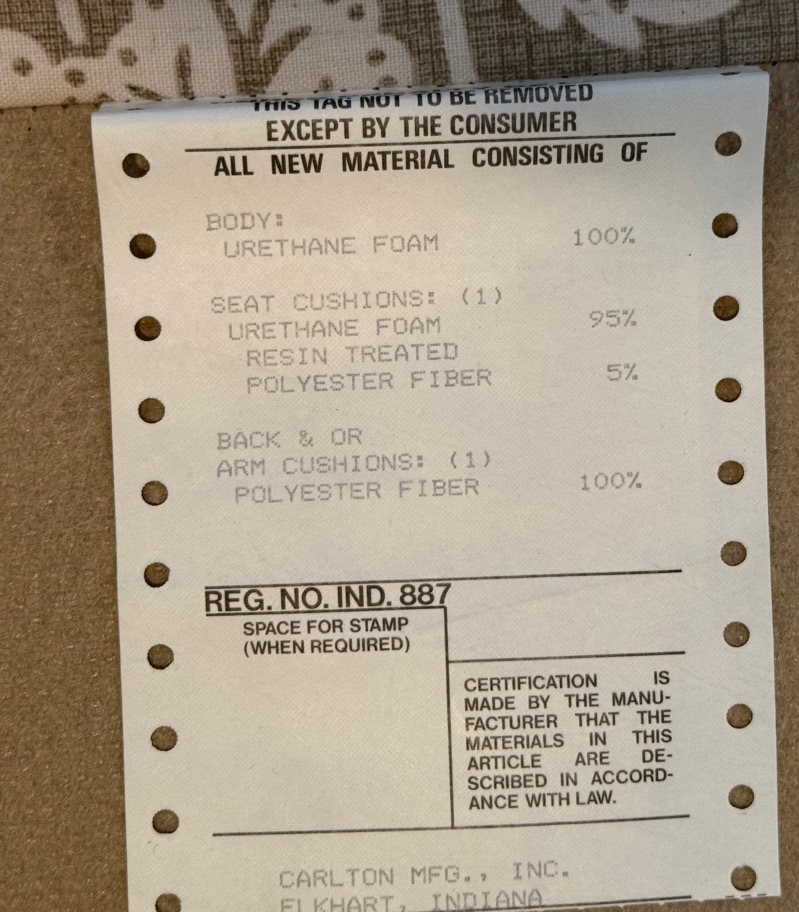 THIS TAG NOT TO BE REMOVED
EXCEPT BY THE CONSUMER
ALL NEW MATERIAL CONSISTING OF
BODY:
URETHANE FOAM 100%
SEAT CUSHIONS: (1)
URETHANE FOAM 95%
RESIN TREATED
POLYESTER FIBER 5%
BACK & OR
ARM CUSHIONS: (1)
POLYESTER FIBER 100%
REG. NO. IND. 887
SPACE FOR STAMP
(WHEN REQUIRED)
CERTIFICATION IS
MADE BY THE MANU-
FACTURER THAT THE
MATERIALS IN THIS
ARTICLE ARE DE-
SCRIBED IN ACCORD-
ANCE WITH LAW.
CARLTON MFG., INC.
ELKHART, INDIANA